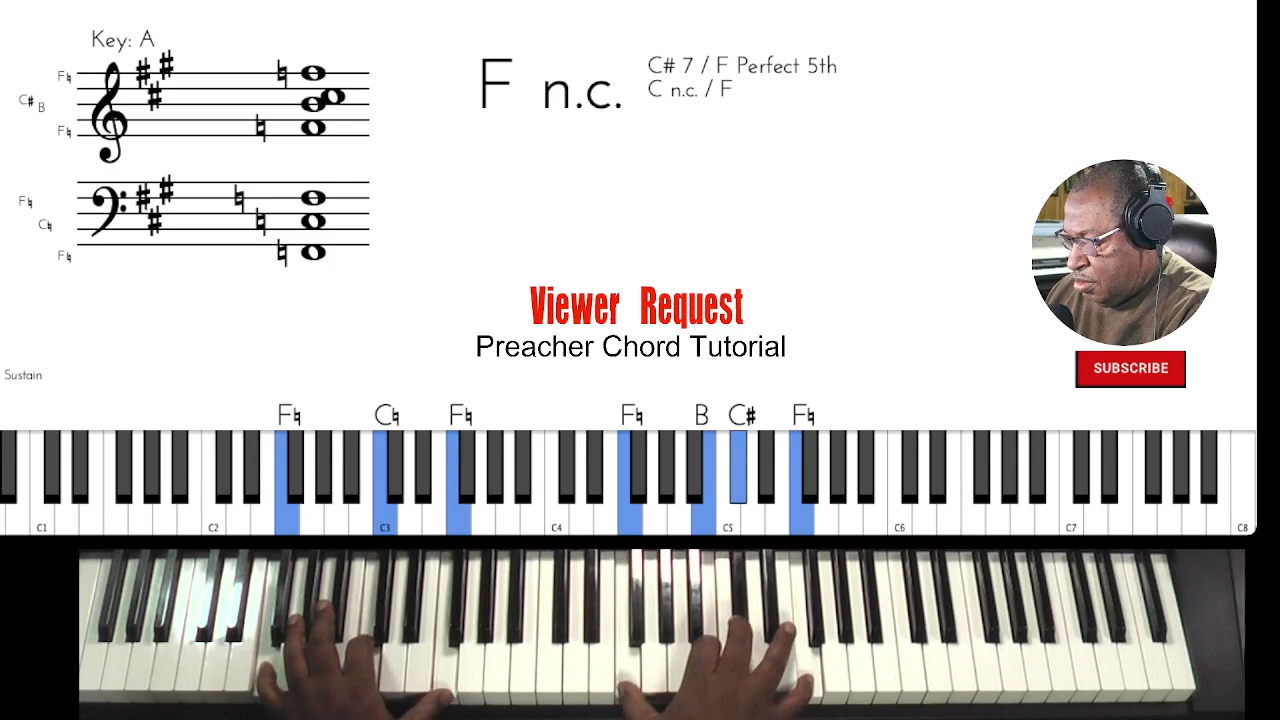 Key: A
F♮
C# B
F♮
F♮
C♮
F♮
F n.c.
C# 7 / F Perfect 5th
C n.c. / F
Viewer Request
Preacher Chord Tutorial
SUBSCRIBE
Sustain
F♮ C♮ F♮ F♮ B C# F♮
C1 C2 C3 C4 C5 C6 C7 C8